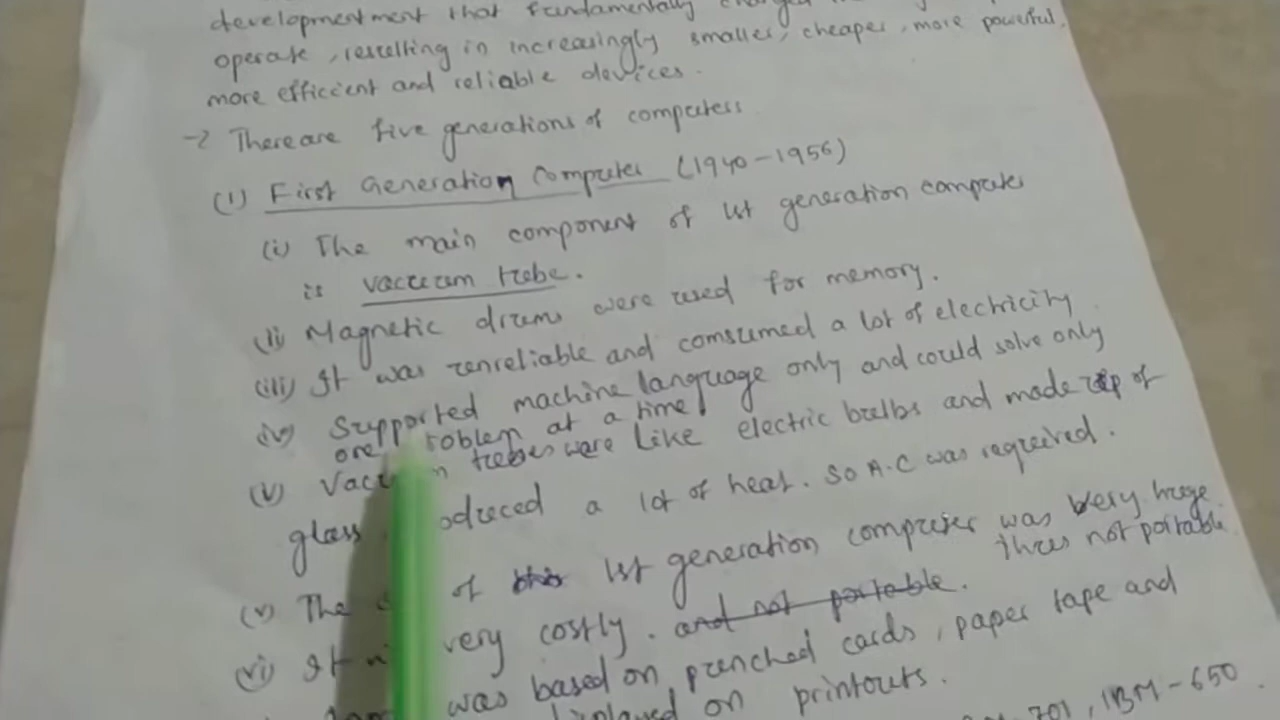 developmentment that fundamentally changed
operate, resulting in increasingly smaller, cheaper, more powerful,
more efficient and reliable devices.
→ There are five generations of computers
(1) First Generation Computer (1940-1956)
(i) The main component of 1st generation computer
is vacuum tube.
(ii) Magnetic drums were used for memory.
(iii) It was unreliable and comsumed a lot of electricity
(iv) Supported machine language only and could solve only
one problem at a time.
(v) tubes were like electric bulbs and made up of
glass a lot of heat. So A.C was required.
(v) The of this 1st generation computer was very huge
thus not portable.
(vi) It very costly. and not portable.
was based on punched cards, paper tape and
displayed on printouts.
701, IBM-650